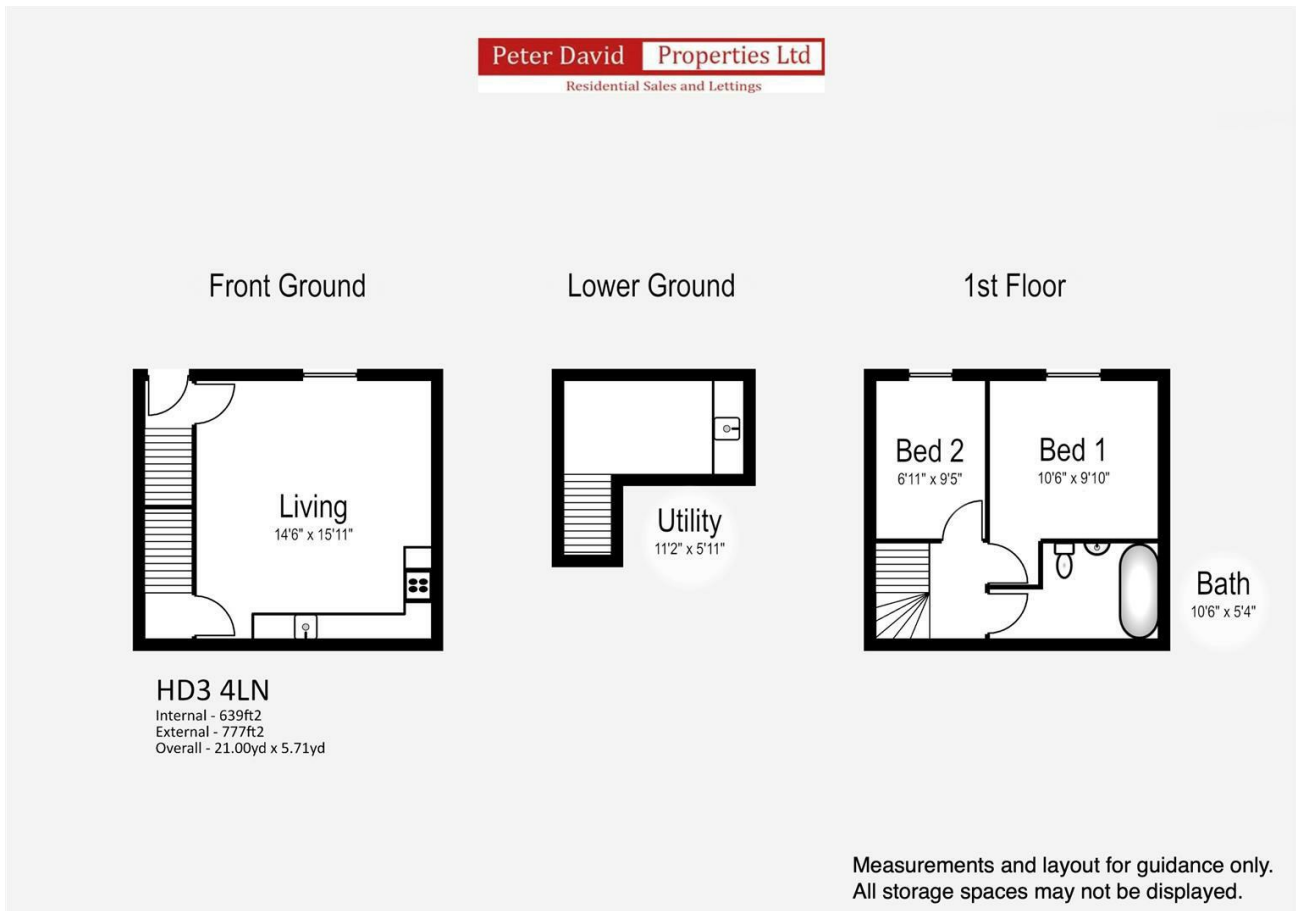 Peter David Properties Ltd
Residential Sales and Lettings
Front Ground
Lower Ground
1st Floor
Living
14'6" x 15'11"
Utility
11'2" x 5'11"
Bed 2
6'11" x 9'5"
Bed 1
10'6" x 9'10"
Bath
10'6" x 5'4"
HD3 4LN
Internal - 639ft2
External - 777ft2
Overall - 21.00yd x 5.71yd
Measurements and layout for guidance only.
All storage spaces may not be displayed.